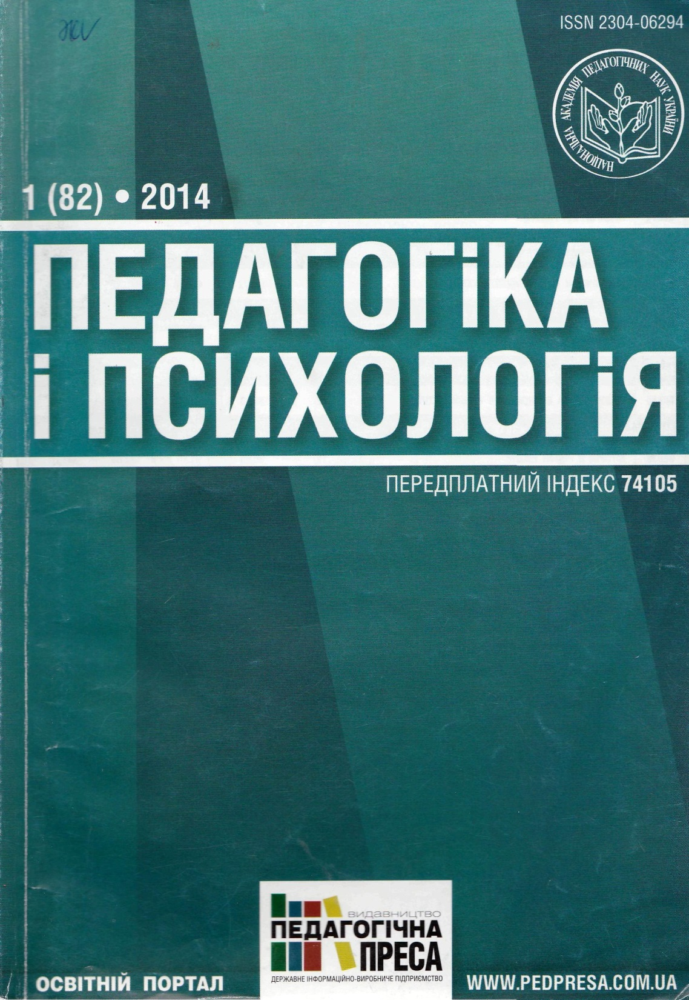 жу
ISSN 2304-06294
НАЦІОНАЛЬНА АКАДЕМІЯ ПЕДАГОГІЧНИХ НАУК УКРАЇНИ
1 (82) • 2014
ПЕДАГОГіКА
і ПСИХОЛОГіЯ
ПЕРЕДПЛАТНИЙ ІНДЕКС 74105
ВИДАВНИЦТВО
ПЕДАГОГІЧНА
ПРЕСА
ДЕРЖАВНЕ ІНФОРМАЦІЙНО-ВИРОБНИЧЕ ПІДПРИЄМСТВО
ОСВІТНІЙ ПОРТАЛ
WWW.PEDPRESA.COM.UA